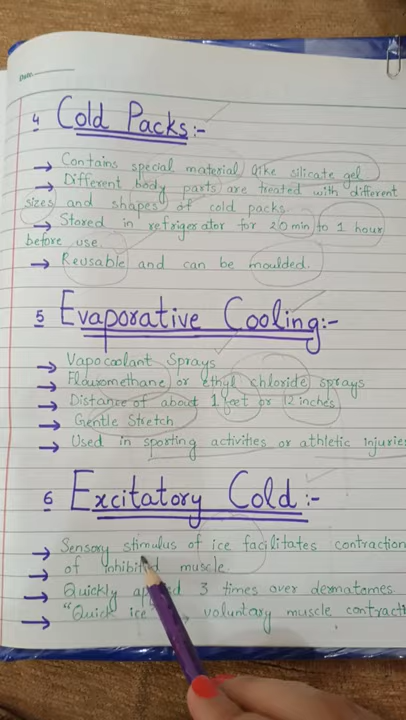 Date
4 Cold Packs:-
→ Contains special material like silicate gel
→ Different body parts are treated with different
sizes and shapes of cold packs.
→ Stored in refrigerator for 20 min to 1 hour
before use.
→ Reusable and can be moulded.
5 Evaporative Cooling:-
→ Vapocoolant Sprays
→ Flouromethane or ethyl chloride sprays
→ Distance of about 1 feet or 12 inches
→ Gentle Stretch
→ Used in sporting activities or athletic injuries
6 Excitatory Cold:-
→ Sensory stimulus of ice facilitates contraction
→ of inhibited muscle.
→ Quickly 3 times over dermatomes
→ "Quick ice voluntary muscle contracti